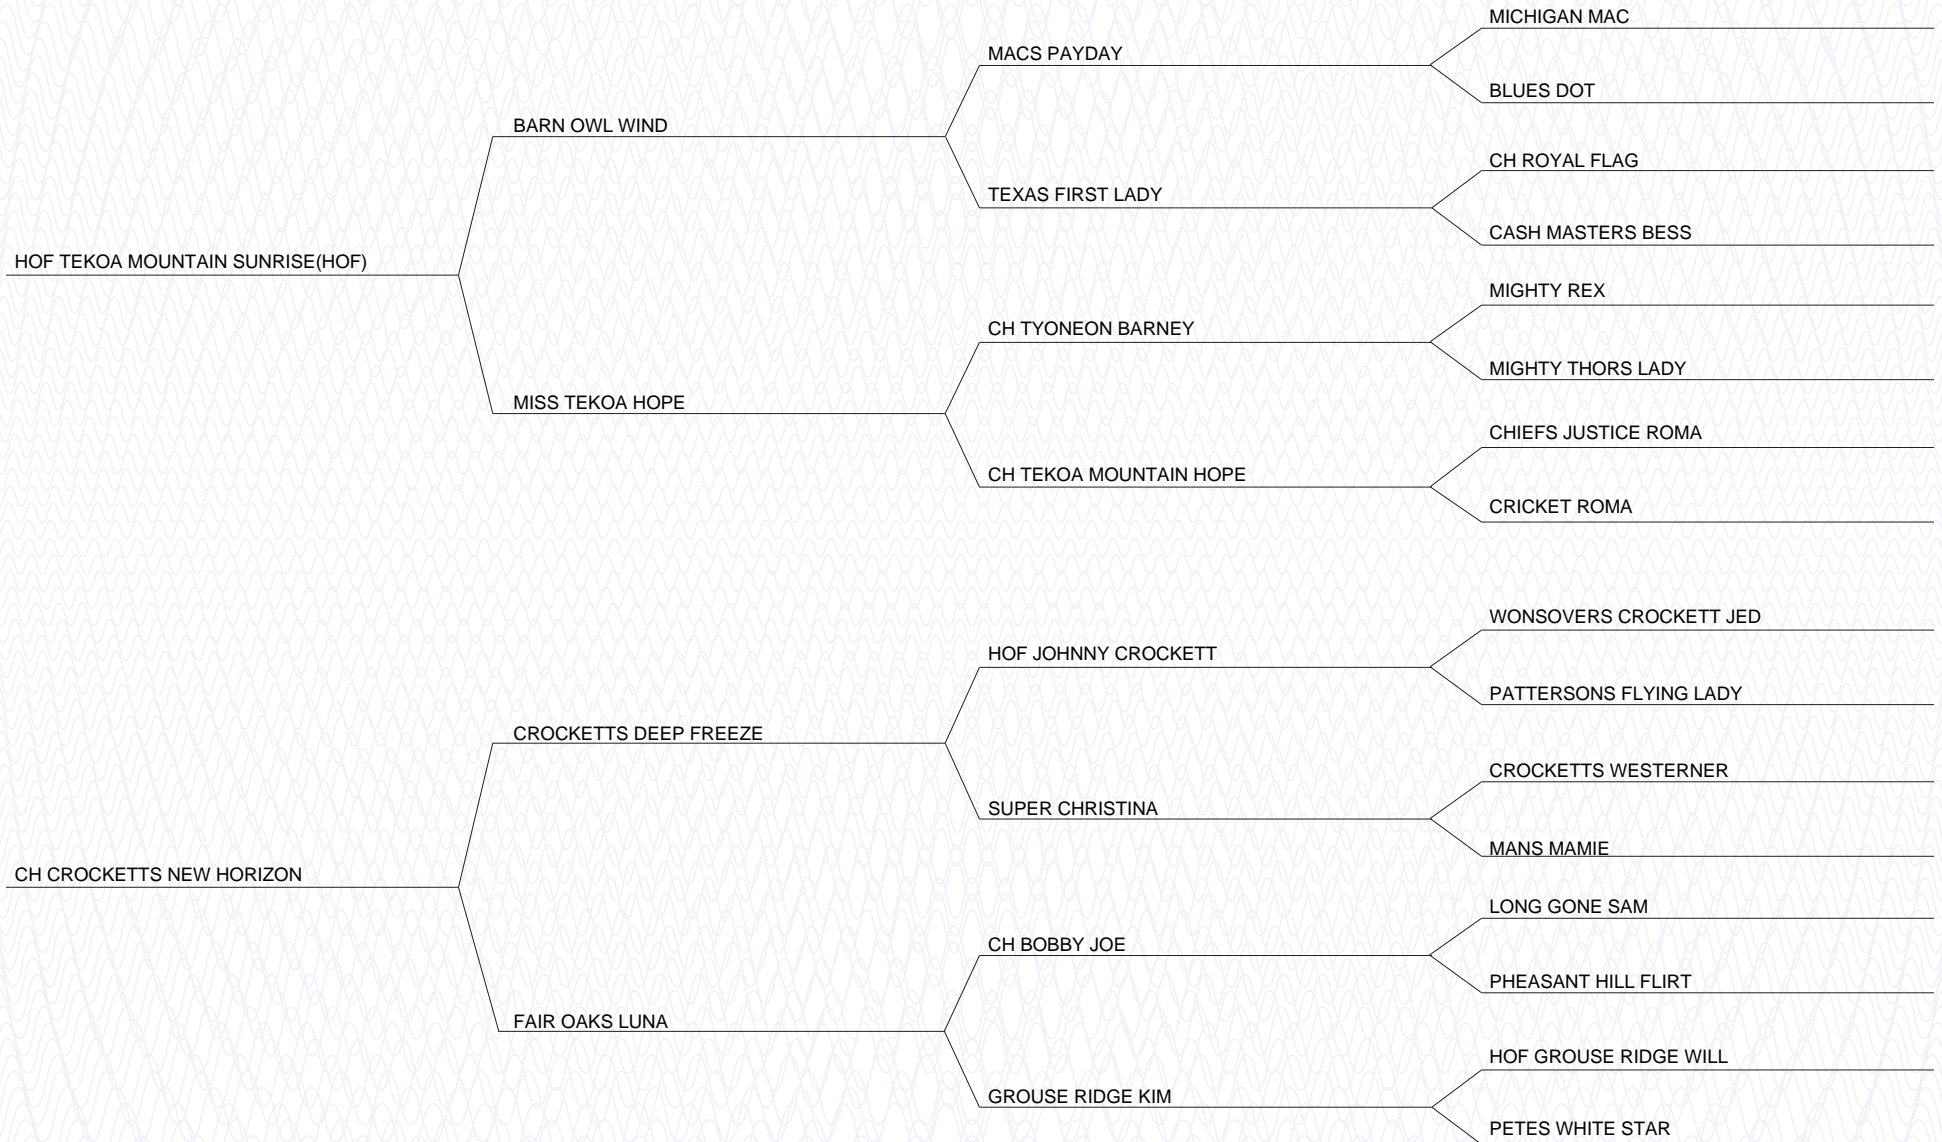 MICHIGAN MAC
MACS PAYDAY
BLUES DOT
BARN OWL WIND
CH ROYAL FLAG
TEXAS FIRST LADY
CASH MASTERS BESS
HOF TEKOA MOUNTAIN SUNRISE(HOF)
MIGHTY REX
CH TYONEON BARNEY
MIGHTY THORS LADY
MISS TEKOA HOPE
CHIEFS JUSTICE ROMA
CH TEKOA MOUNTAIN HOPE
CRICKET ROMA
WONSOVERS CROCKETT JED
HOF JOHNNY CROCKETT
PATTERSONS FLYING LADY
CROCKETTS DEEP FREEZE
CROCKETTS WESTERNER
SUPER CHRISTINA
MANS MAMIE
CH CROCKETTS NEW HORIZON
LONG GONE SAM
CH BOBBY JOE
PHEASANT HILL FLIRT
FAIR OAKS LUNA
HOF GROUSE RIDGE WILL
GROUSE RIDGE KIM
PETES WHITE STAR